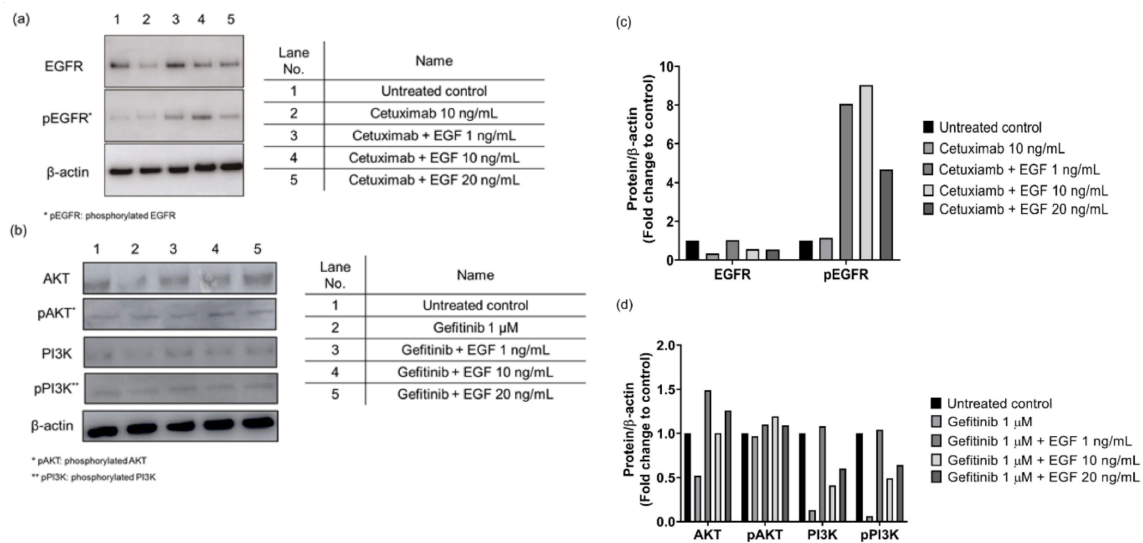 (a)
1 2 3 4 5
EGFR
pEGFR*
β-actin
* pEGFR: phosphorylated EGFR
Lane No. Name
1 Untreated control
2 Cetuximab 10 ng/mL
3 Cetuximab + EGF 1 ng/mL
4 Cetuximab + EGF 10 ng/mL
5 Cetuximab + EGF 20 ng/mL
(b)
1 2 3 4 5
AKT
pAKT*
PI3K
pPI3K**
β-actin
* pAKT: phosphorylated AKT
** pPI3K: phosphorylated PI3K
Lane No. Name
1 Untreated control
2 Gefitinib 1 μM
3 Gefitinib + EGF 1 ng/mL
4 Gefitinib + EGF 10 ng/mL
5 Gefitinib + EGF 20 ng/mL
(c)
Protein/β-actin
(Fold change to control)
10
8
6
4
2
0
EGFR pEGFR
Untreated control
Cetuximab 10 ng/mL
Cetuxiamb + EGF 1 ng/mL
Cetuxiamb + EGF 10 ng/mL
Cetuxiamb + EGF 20 ng/mL
(d)
Protein/β-actin
(Fold change to control)
2.0
1.5
1.0
0.5
0.0
AKT pAKT PI3K pPI3K
Untreated control
Gefitinib 1 μM
Gefitinib 1 μM + EGF 1 ng/mL
Gefitinib 1 μM + EGF 10 ng/mL
Gefitinib 1 μM + EGF 20 ng/mL